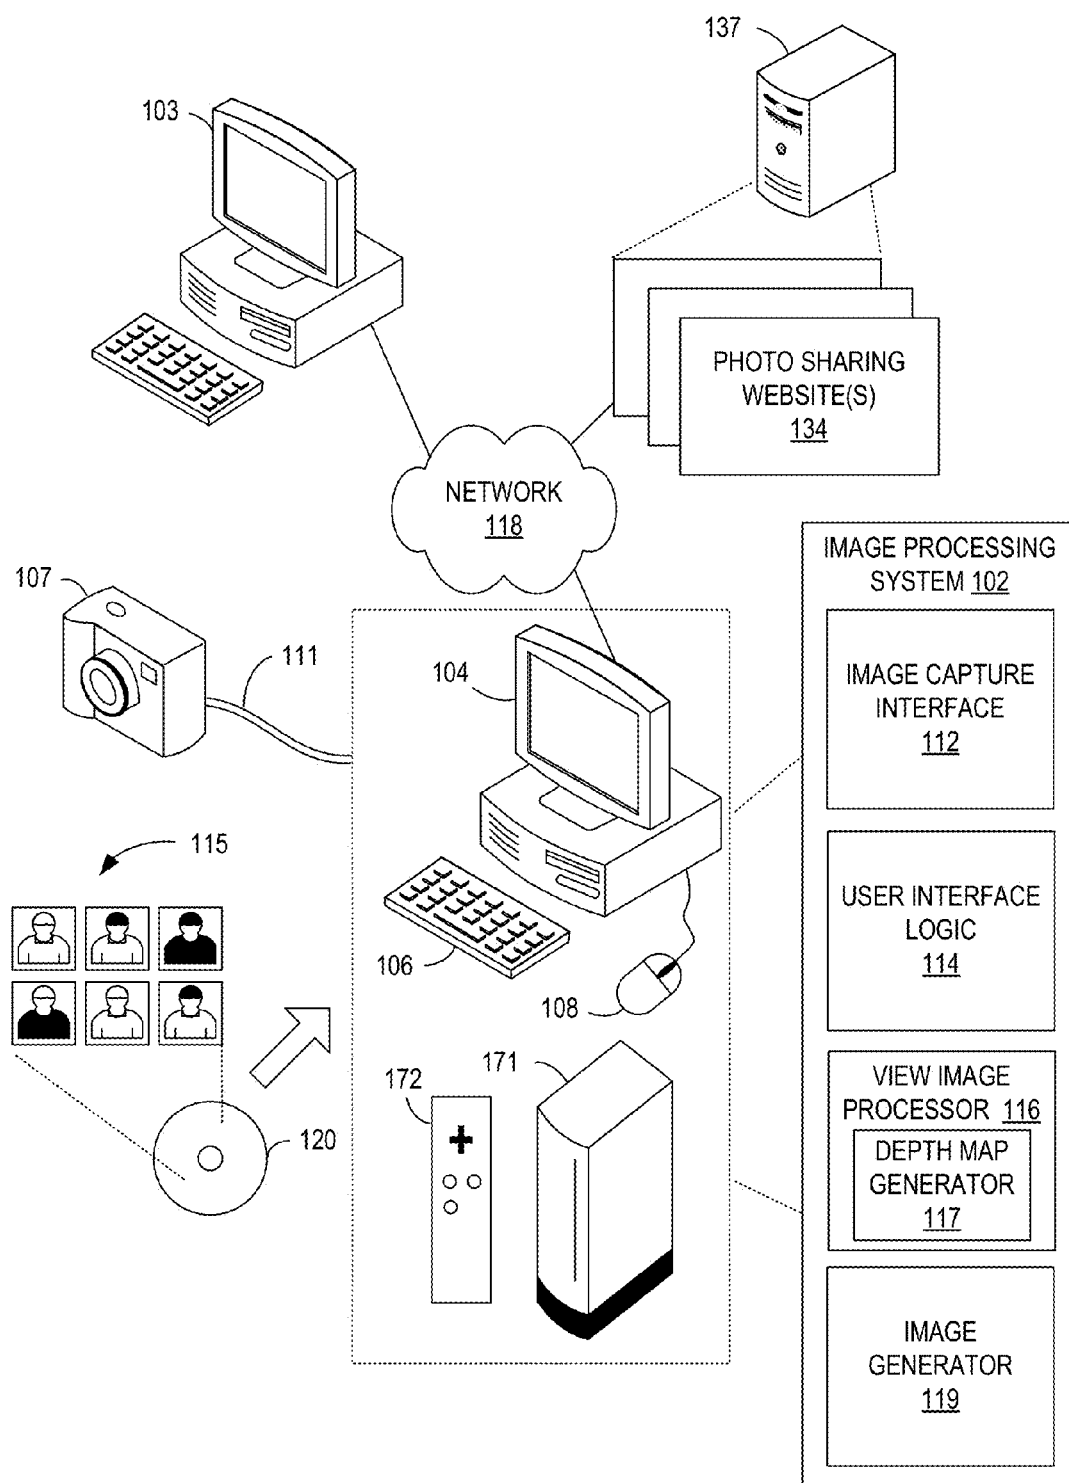 137
103
PHOTO SHARING
WEBSITE(S)
134
NETWORK
118
IMAGE PROCESSING
SYSTEM 102
107
111
104
IMAGE CAPTURE
INTERFACE
112
115
USER INTERFACE
LOGIC
114
106
108
171
172
VIEW IMAGE
PROCESSOR 116
DEPTH MAP
GENERATOR
117
120
IMAGE
GENERATOR
119